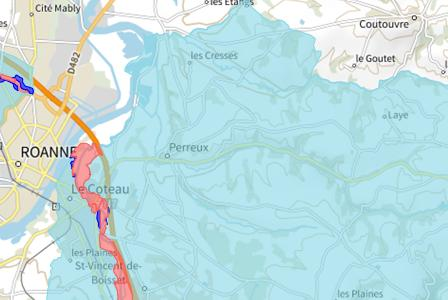 les Étangs
Cité Mably
Coutouvre
D482
les Cressés
le Goutet
Laye
Perreux
ROANNE
Le Coteau
les Plaines
St-Vincent-de-
Boisset
les Plaines